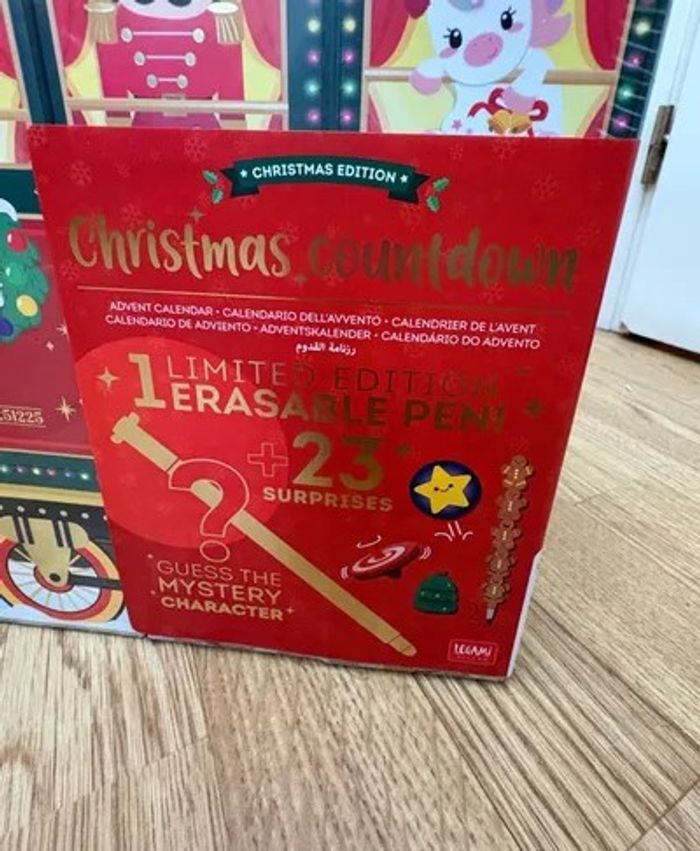 ★ CHRISTMAS EDITION ★
Christmas countdown
ADVENT CALENDAR • CALENDARIO DELL'AVVENTO • CALENDRIER DE L'AVENT
CALENDARIO DE ADVIENTO • ADVENTSKALENDER • CALENDÁRIO DO ADVENTO
رزنامة القدوم
1 LIMITED EDITION
ERASABLE PEN!
+23
SURPRISES
?
GUESS THE
MYSTERY
CHARACTER
LEGAMI
51225